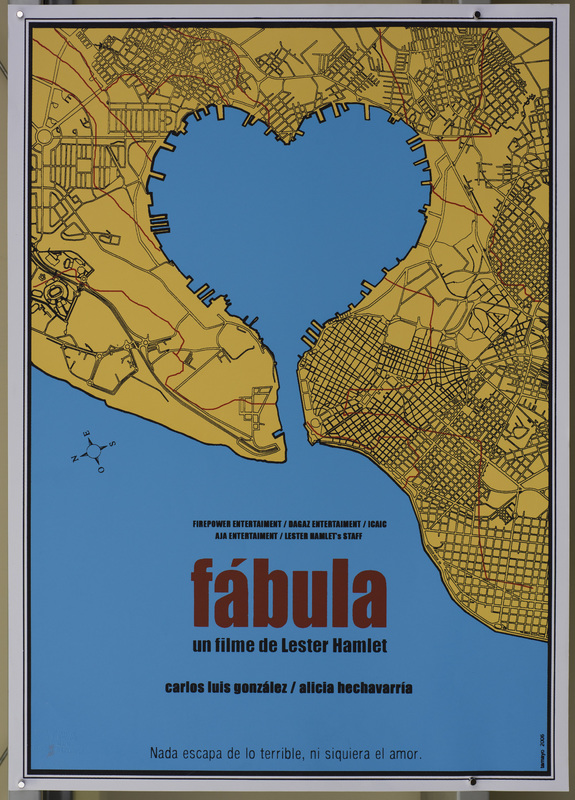 E
S
N
O
FIREPOWER ENTERTAIMENT / DAGAZ ENTERTAIMENT / ICAIC
AJA ENTERTAIMENT / LESTER HAMLET's STAFF
fábula
un filme de Lester Hamlet
carlos luis gonzález / alicia hechavarría
Nada escapa de lo terrible, ni siquiera el amor.